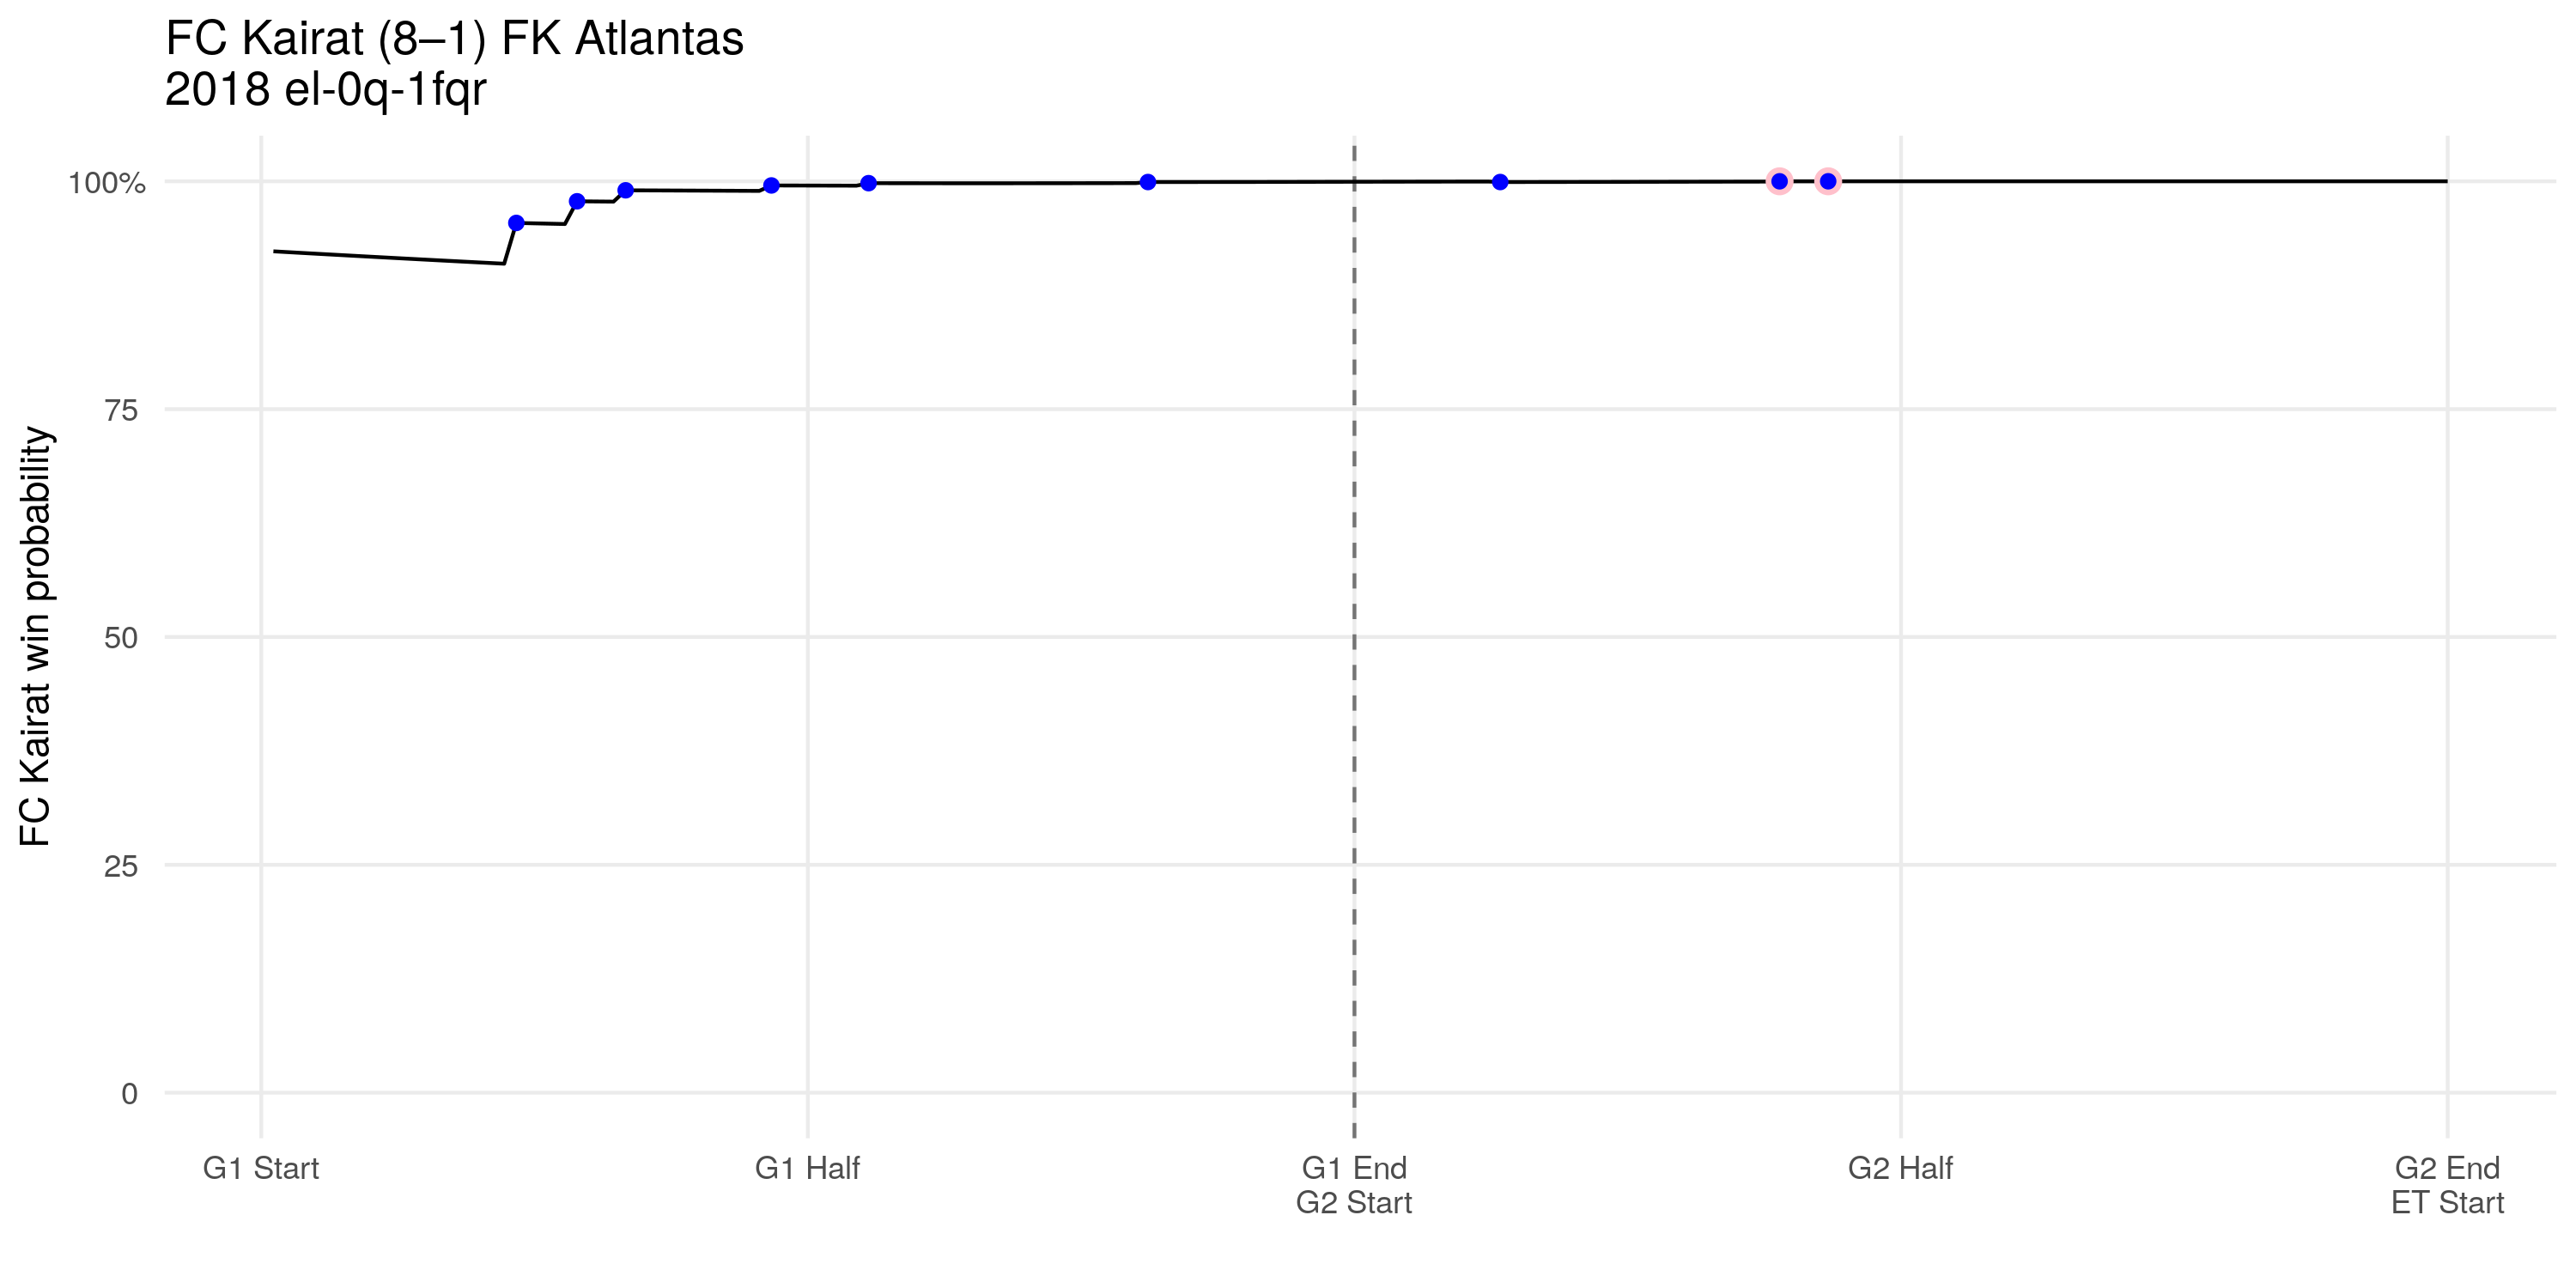 FC Kairat (8–1) FK Atlantas
2018 el-0q-1fqr
FC Kairat win probability
100%
75
50
25
0
G1 Start
G1 Half
G1 End
G2 Start
G2 Half
G2 End
ET Start